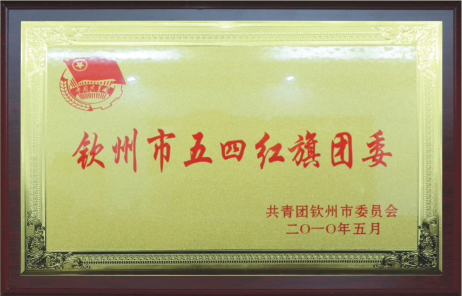 钦州市五四红旗团委
共青团钦州市委员会
二〇一〇年五月